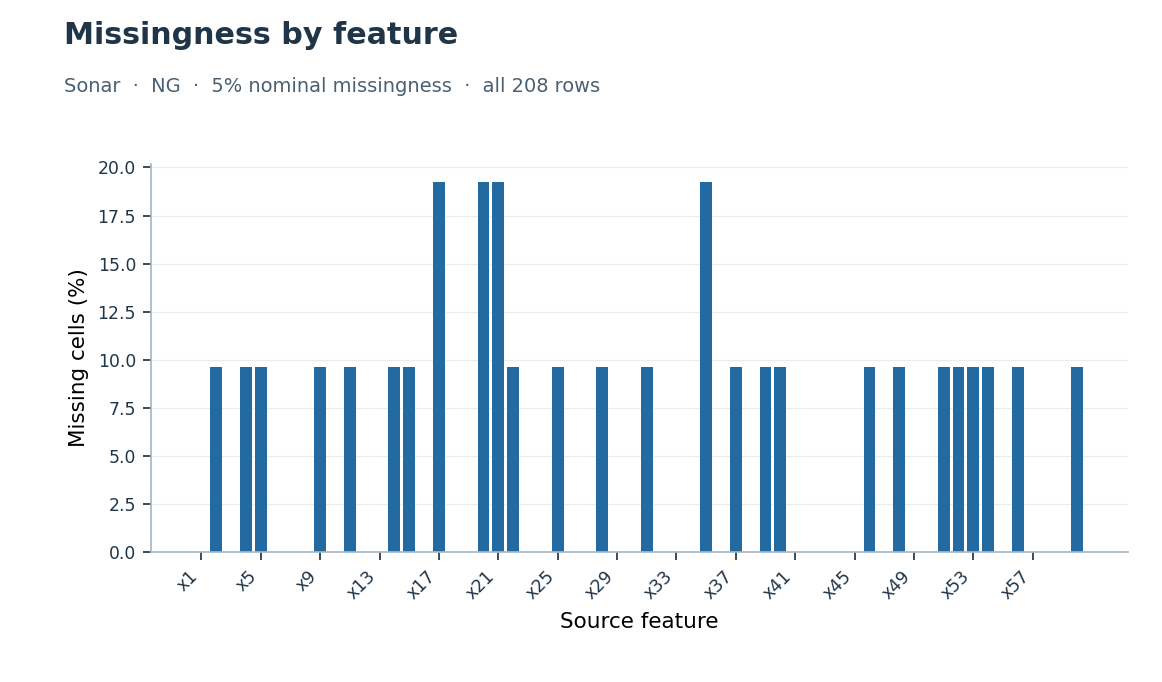 Missingness by feature
Sonar · NG · 5% nominal missingness · all 208 rows
20.0
17.5
15.0
12.5
10.0
7.5
5.0
2.5
0.0
Missing cells (%)
x1 x5 x9 x13 x17 x21 x25 x29 x33 x37 x41 x45 x49 x53 x57
Source feature